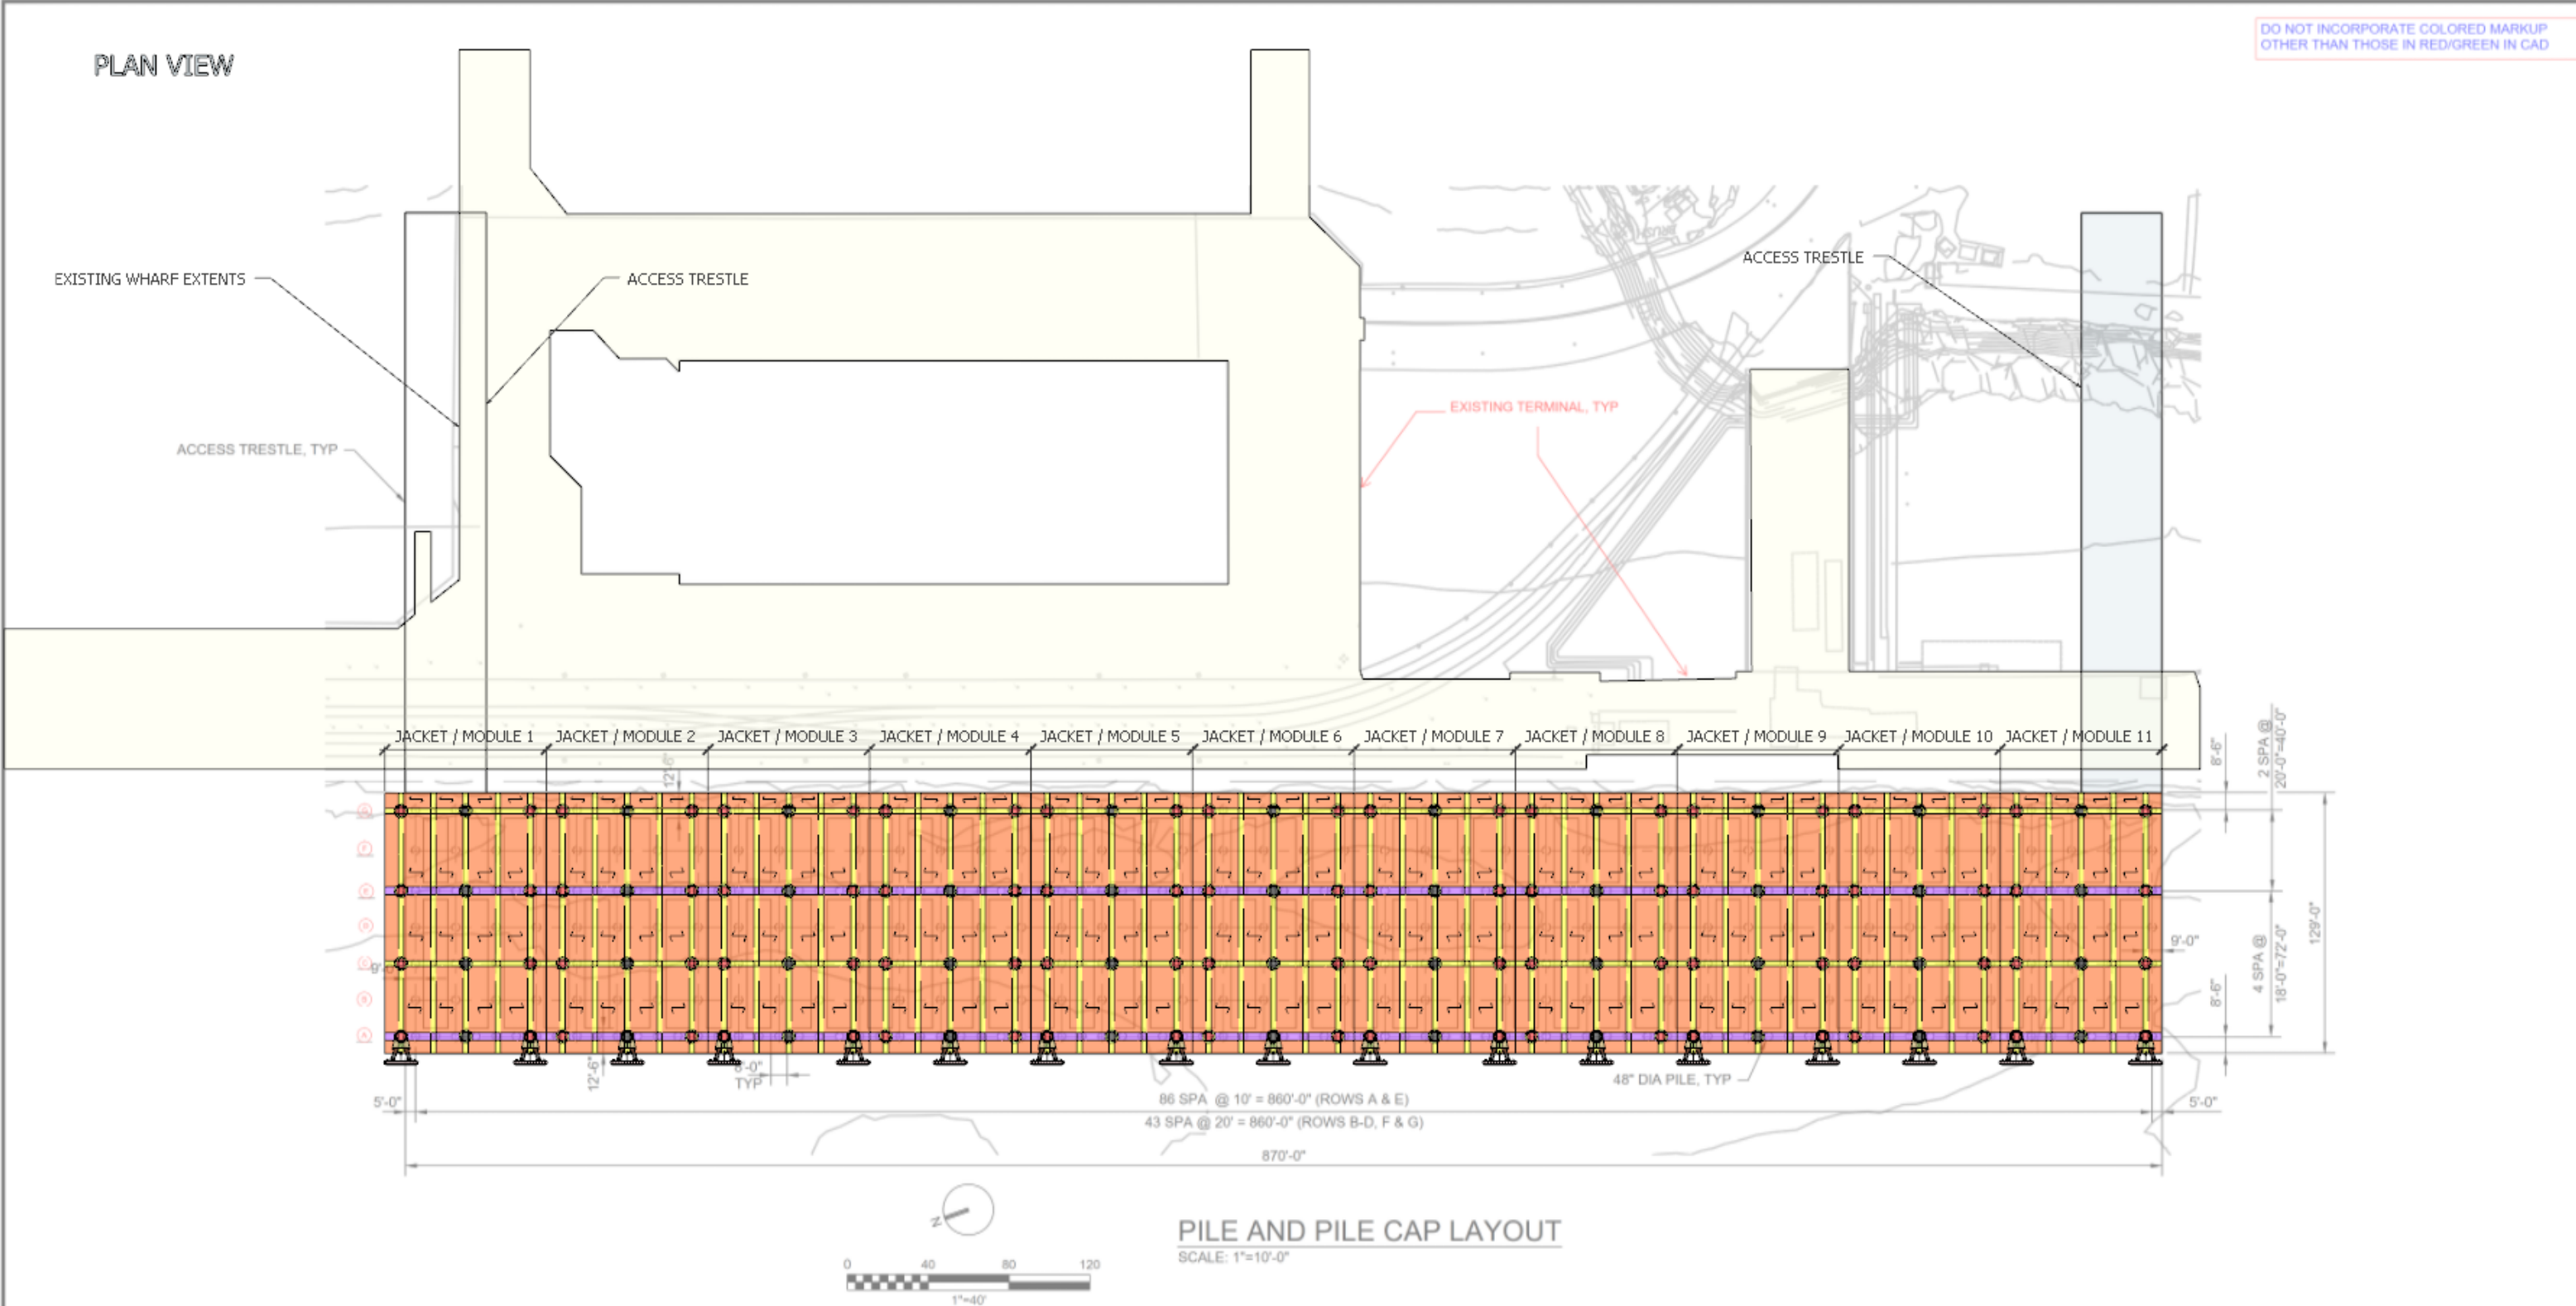 DO NOT INCORPORATE COLORED MARKUP
OTHER THAN THOSE IN RED/GREEN IN CAD
PLAN VIEW
EXISTING WHARF EXTENTS
ACCESS TRESTLE
ACCESS TRESTLE
EXISTING TERMINAL, TYP
ACCESS TRESTLE, TYP
JACKET / MODULE 1
JACKET / MODULE 2
JACKET / MODULE 3
JACKET / MODULE 4
JACKET / MODULE 5
JACKET / MODULE 6
JACKET / MODULE 7
JACKET / MODULE 8
JACKET / MODULE 9
JACKET / MODULE 10
JACKET / MODULE 11
8'-6"
2 SPA @
20'-0"=40'-0"
12'-6"
G
F
E
D
C
B
A
129'-0"
9'-0"
4 SPA @
18'-0"=72'-0"
8'-6"
12'-6"
TYP
48" DIA PILE, TYP
5'-0"
86 SPA @ 10' = 860'-0" (ROWS A & E)
43 SPA @ 20' = 860'-0" (ROWS B-D, F & G)
5'-0"
870'-0"
N
PILE AND PILE CAP LAYOUT
SCALE: 1"=10'-0"
0 40 80 120
1"=40'